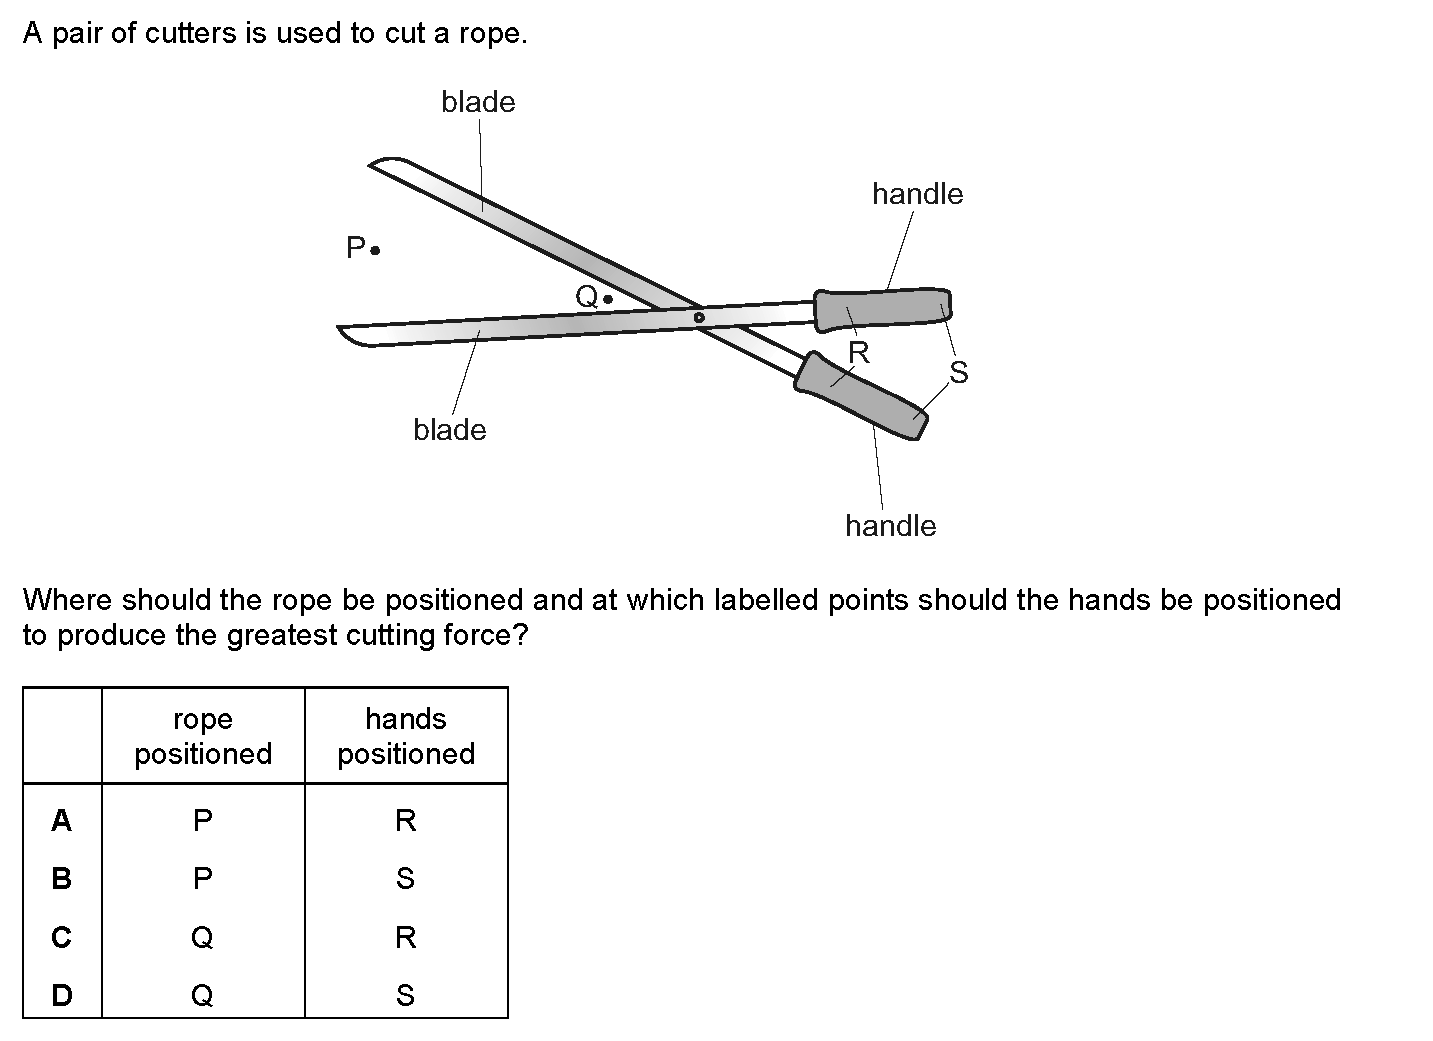 A pair of cutters is used to cut a rope.
blade
handle
P
Q
R
S
blade
handle
Where should the rope be positioned and at which labelled points should the hands be positioned
to produce the greatest cutting force?
rope positioned hands positioned
A P R
B P S
C Q R
D Q S